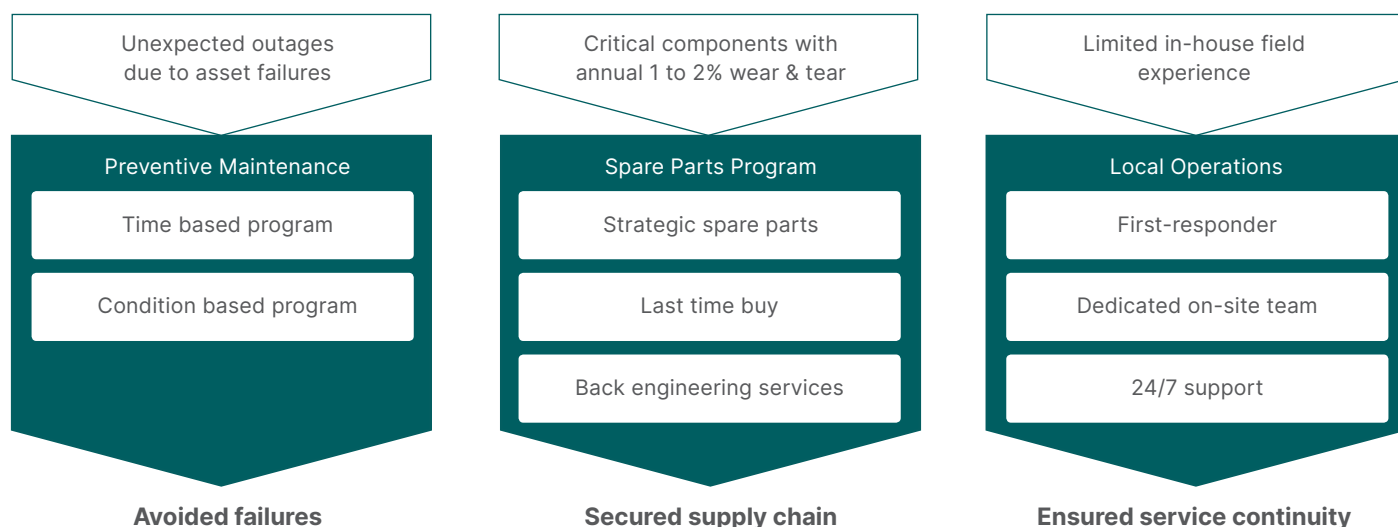 Unexpected outages
due to asset failures
Preventive Maintenance
Time based program
Condition based program
Avoided failures
Critical components with
annual 1 to 2% wear & tear
Spare Parts Program
Strategic spare parts
Last time buy
Back engineering services
Secured supply chain
Limited in-house field
experience
Local Operations
First-responder
Dedicated on-site team
24/7 support
Ensured service continuity